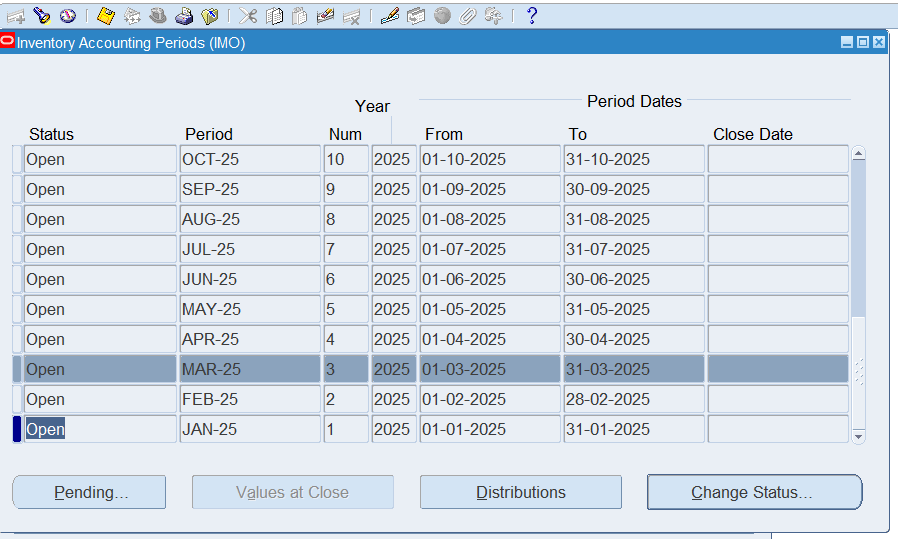 Inventory Accounting Periods (IMO)
Year
Period Dates
Status Period Num From To Close Date
Open OCT-25 10 2025 01-10-2025 31-10-2025
Open SEP-25 9 2025 01-09-2025 30-09-2025
Open AUG-25 8 2025 01-08-2025 31-08-2025
Open JUL-25 7 2025 01-07-2025 31-07-2025
Open JUN-25 6 2025 01-06-2025 30-06-2025
Open MAY-25 5 2025 01-05-2025 31-05-2025
Open APR-25 4 2025 01-04-2025 30-04-2025
Open MAR-25 3 2025 01-03-2025 31-03-2025
Open FEB-25 2 2025 01-02-2025 28-02-2025
Open JAN-25 1 2025 01-01-2025 31-01-2025
Pending... Values at Close Distributions Change Status...